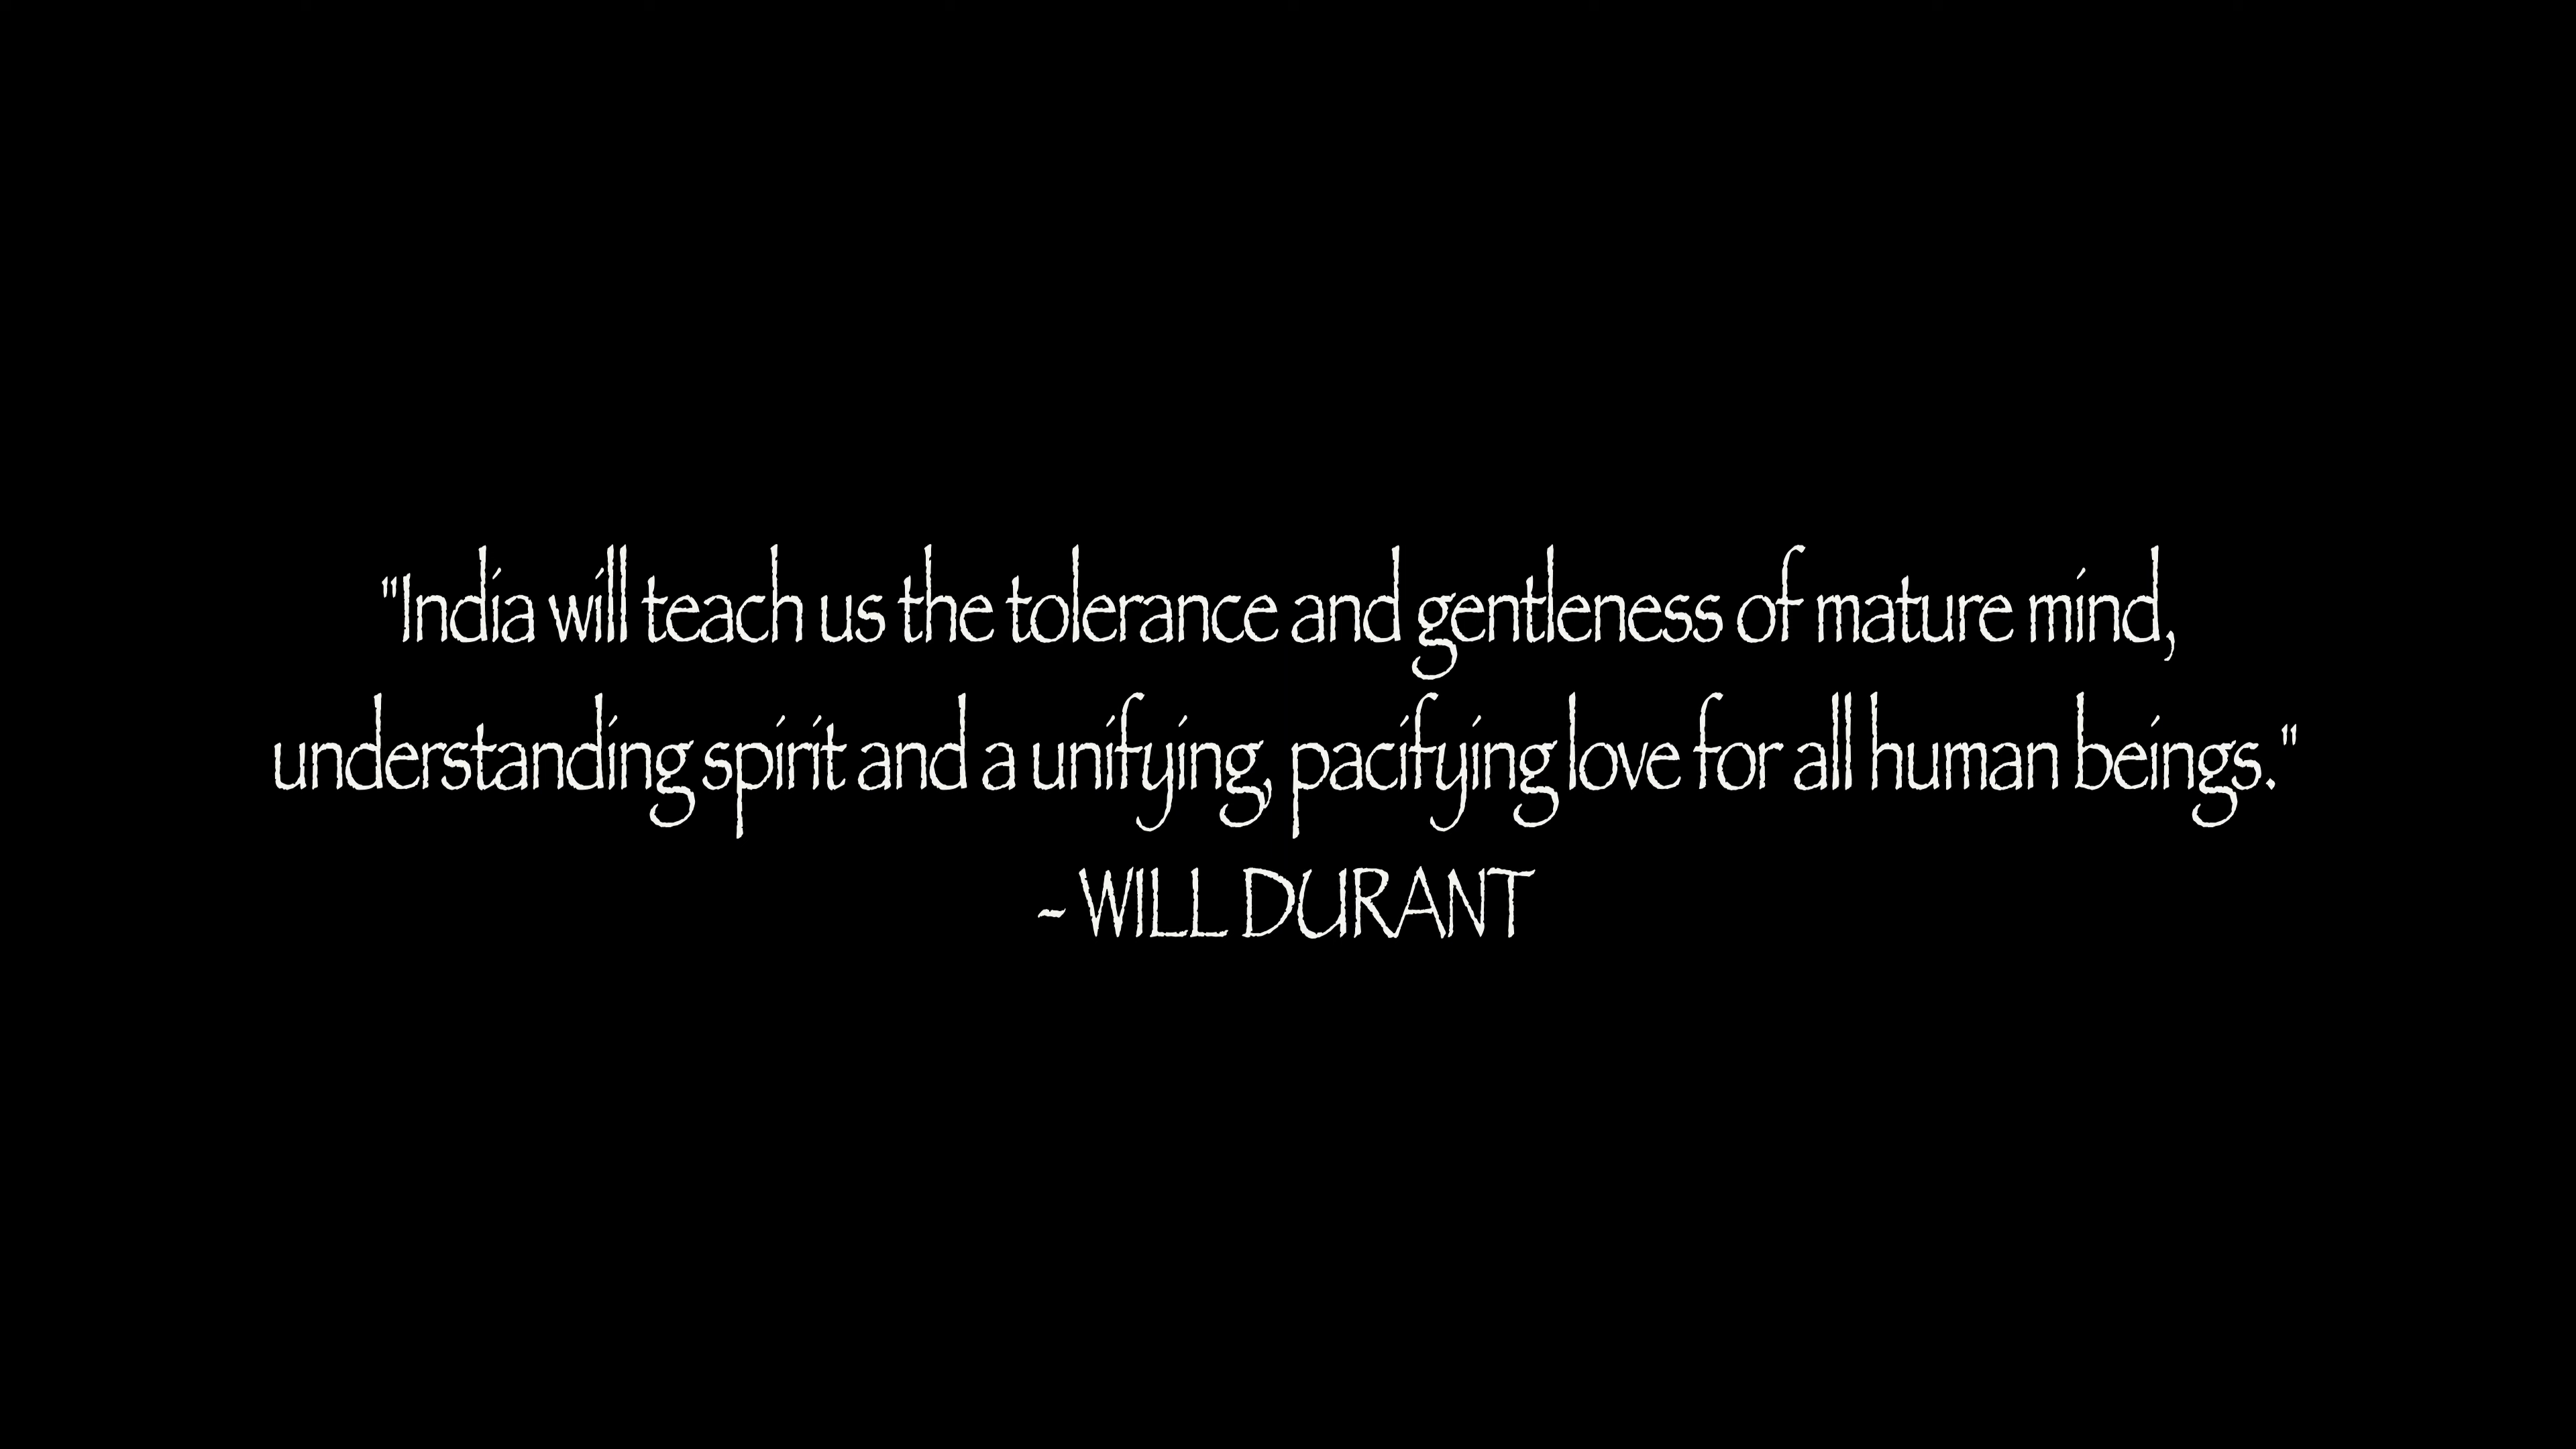 "India will teach us the tolerance and gentleness of mature mind,
understanding spirit and a unifying, pacifying love for all human beings."
- WILL DURANT